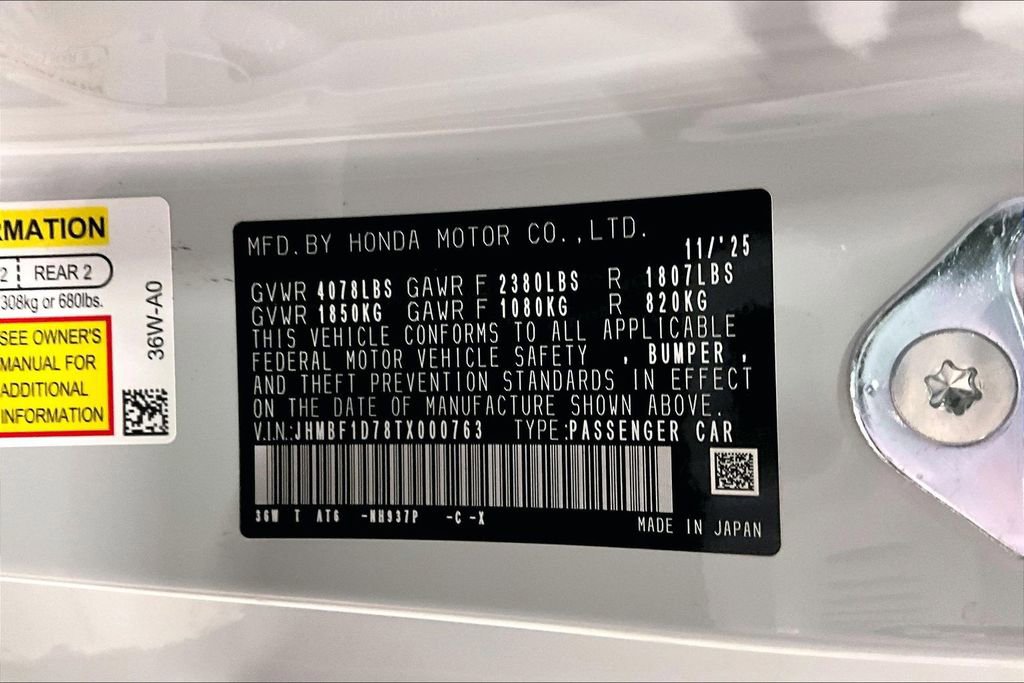 RMATION
2 REAR 2
308kg or 680lbs.
SEE OWNER'S
MANUAL FOR
ADDITIONAL
INFORMATION
36W-A0
MFD. BY HONDA MOTOR CO., LTD.
11/'25
GVWR 4078LBS GAWR F 2380LBS R 1807LBS
GVWR 1850KG GAWR F 1080KG R 820KG
THIS VEHICLE CONFORMS TO ALL APPLICABLE
FEDERAL MOTOR VEHICLE SAFETY , BUMPER ,
AND THEFT PREVENTION STANDARDS IN EFFECT
ON THE DATE OF MANUFACTURE SHOWN ABOVE.
V.I.N:JHMBF1D78TX000763 TYPE:PASSENGER CAR
36W T AT6 -NH937P -C -X
MADE IN JAPAN